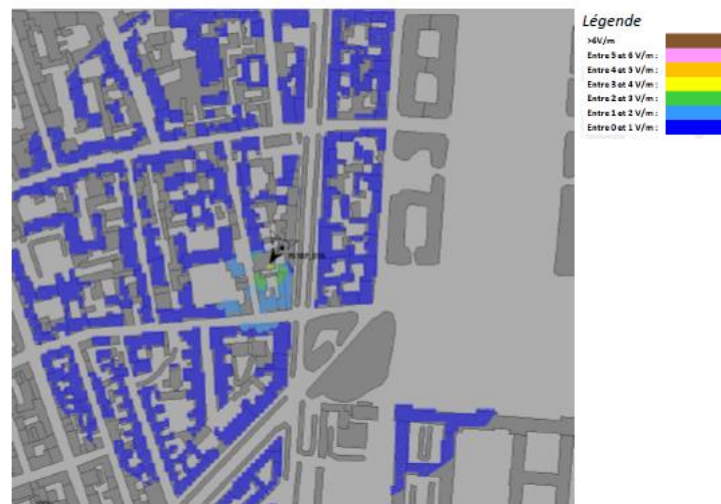 Légende
>6V/m
Entre 5 et 6 V/m :
Entre 4 et 5 V/m :
Entre 3 et 4 V/m :
Entre 2 et 3 V/m :
Entre 1 et 2 V/m :
Entre 0 et 1 V/m :